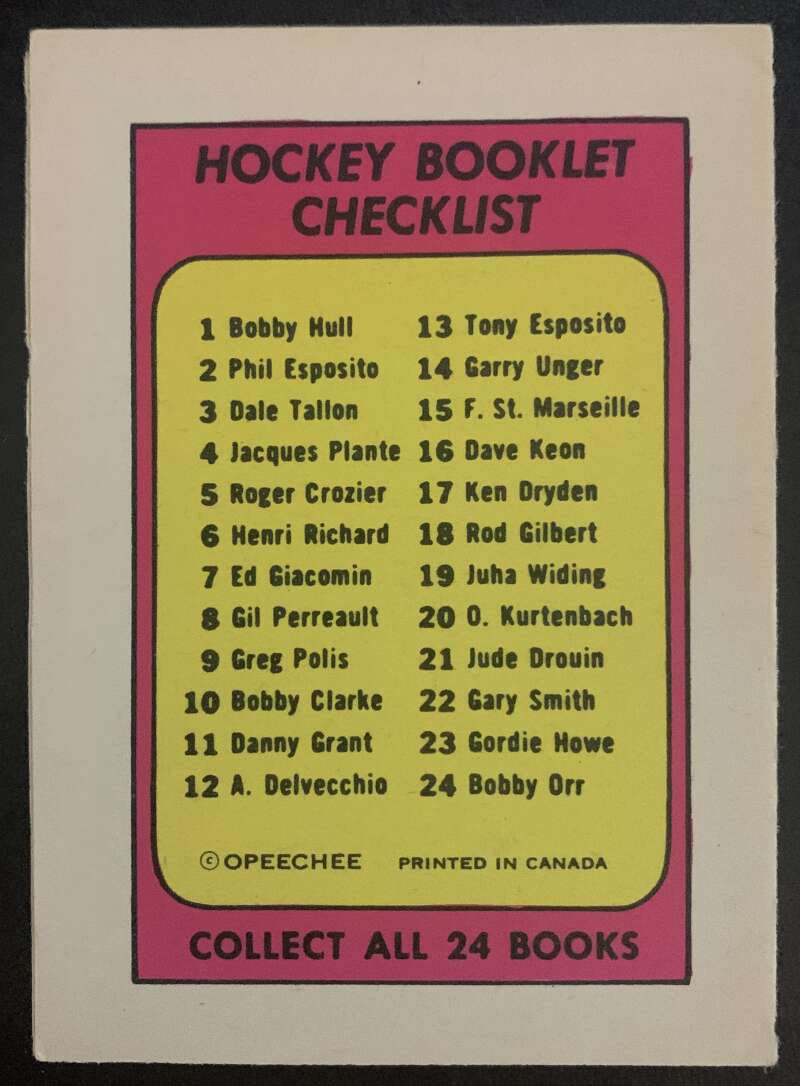 HOCKEY BOOKLET
CHECKLIST
1 Bobby Hull
2 Phil Esposito
3 Dale Tallon
4 Jacques Plante
5 Roger Crozier
6 Henri Richard
7 Ed Giacomin
8 Gil Perreault
9 Greg Polis
10 Bobby Clarke
11 Danny Grant
12 A. Delvecchio
13 Tony Esposito
14 Garry Unger
15 F. St. Marseille
16 Dave Keon
17 Ken Dryden
18 Rod Gilbert
19 Juha Widing
20 O. Kurtenbach
21 Jude Drouin
22 Gary Smith
23 Gordie Howe
24 Bobby Orr
© OPEECHEE PRINTED IN CANADA
COLLECT ALL 24 BOOKS